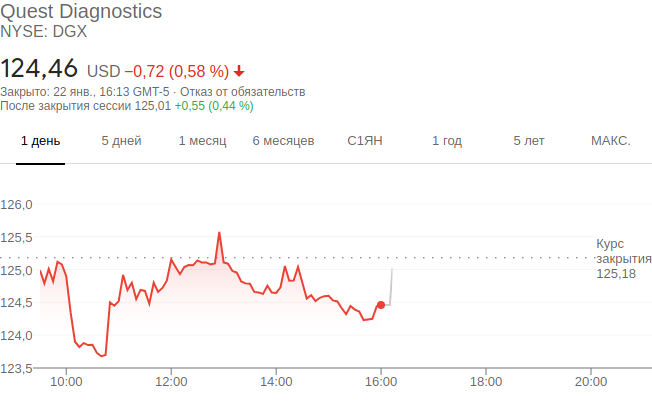 Quest Diagnostics
NYSE: DGX
124,46 USD −0,72 (0,58 %)
Закрыто: 22 янв., 16:13 GMT-5 · Отказ от обязательств
После закрытия сессии 125,01 +0,55 (0,44 %)
1 день 5 дней 1 месяц 6 месяцев С1ЯН 1 год 5 лет МАКС.
126,0
125,5
125,0
124,5
124,0
123,5
Курс
закрытия
125,18
10:00 12:00 14:00 16:00 18:00 20:00